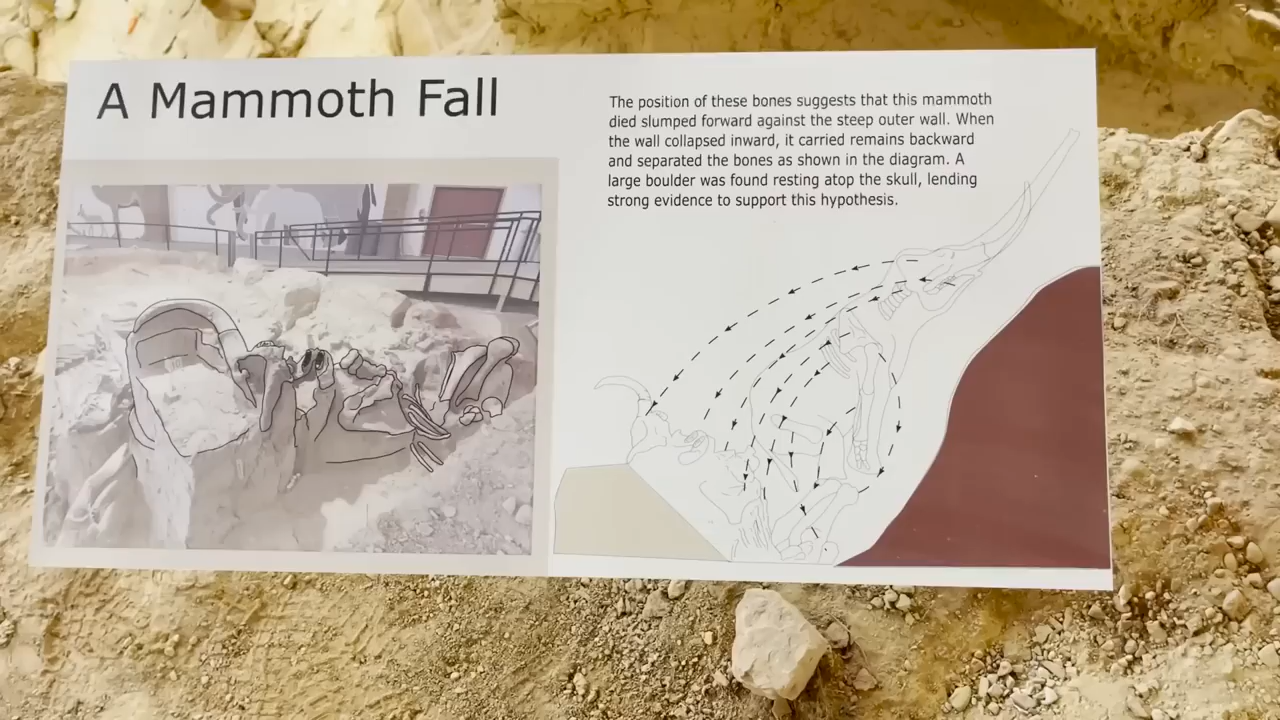 A Mammoth Fall
The position of these bones suggests that this mammoth
died slumped forward against the steep outer wall. When
the wall collapsed inward, it carried remains backward
and separated the bones as shown in the diagram. A
large boulder was found resting atop the skull, lending
strong evidence to support this hypothesis.